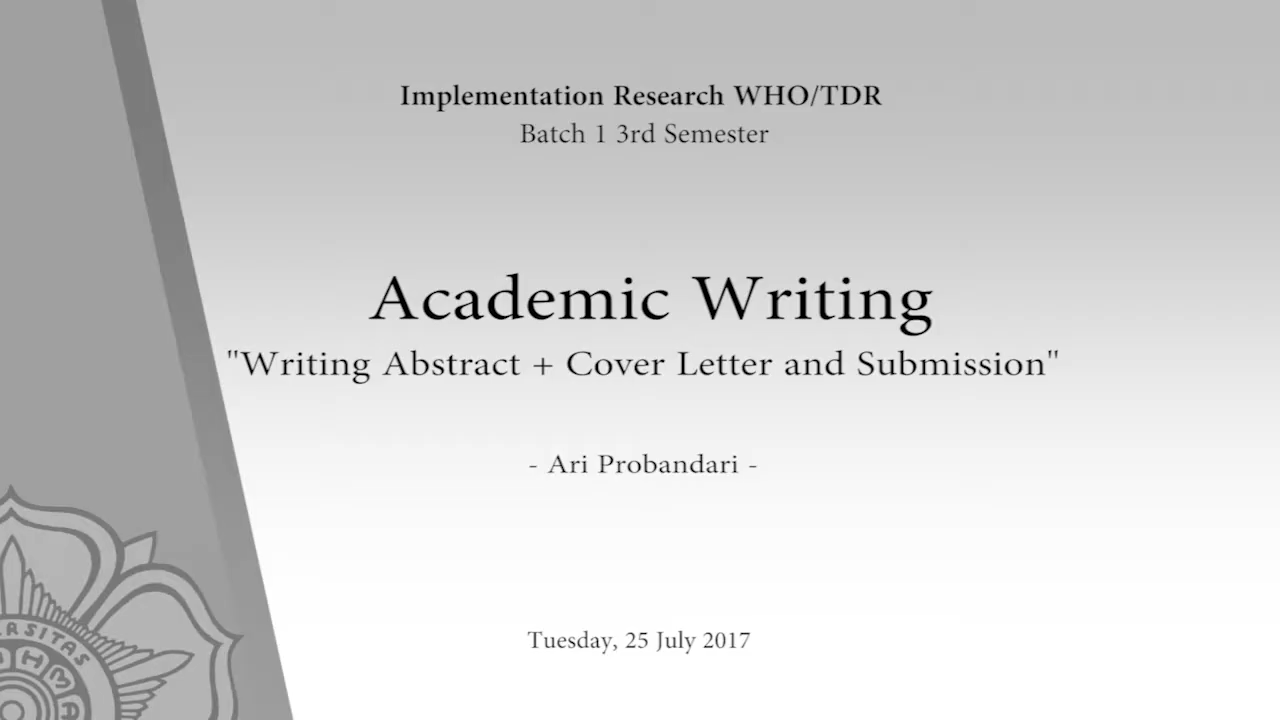 Implementation Research WHO/TDR
Batch 1 3rd Semester
Academic Writing
"Writing Abstract + Cover Letter and Submission"
- Ari Probandari -
Tuesday, 25 July 2017